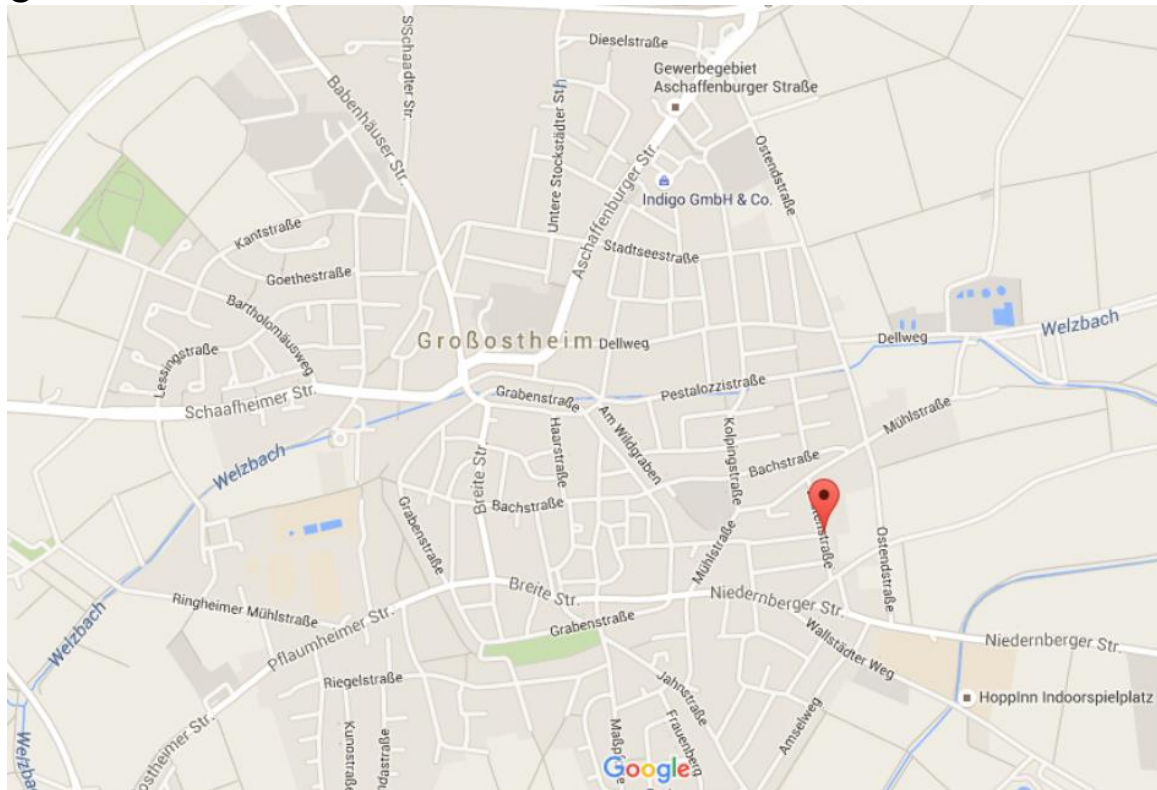 Dieselstraße
Schaadter Str.
Gewerbegebiet
Aschaffenburger Straße
Babenhäuser Str.
Untere Stockstädter Str.
Ostendstraße
Indigo GmbH & Co.
Aschaffenburger Str.
Kantstraße
Stadtseestraße
Goethestraße
Bartholomäusweg
Welzbach
Großostheim
Dellweg
Dellweg
Lessingstraße
Pestalozzistraße
Schaafheimer Str.
Grabenstraße
Am Wildgraben
Kolpingstraße
Mühlstraße
Haarstraße
Breite Str.
Welzbach
Bachstraße
Bachstraße
Grabenstraße
Mühlstraße
Ostendstraße
Breite Str.
Niedernberger Str.
Ringheimer Mühlstraße
Grabenstraße
Wallstädter Weg
Niedernberger Str.
Welzbach
Pflaumheimer Str.
Riegelstraße
Jahnstraße
HoppInn Indoorspielplatz
Amselweg
Frauenberg
Kunostraße
Welzbach
Google